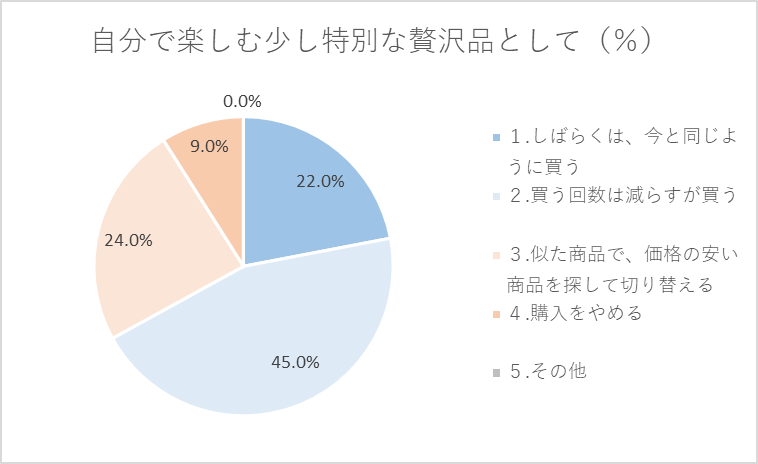 自分で楽しむ少し特別な贅沢品として（％）
0.0%
9.0%
22.0%
24.0%
45.0%
１.しばらくは、今と同じよ
うに買う
２.買う回数は減らすが買う
３.似た商品で、価格の安い
商品を探して切り替える
４.購入をやめる
５.その他